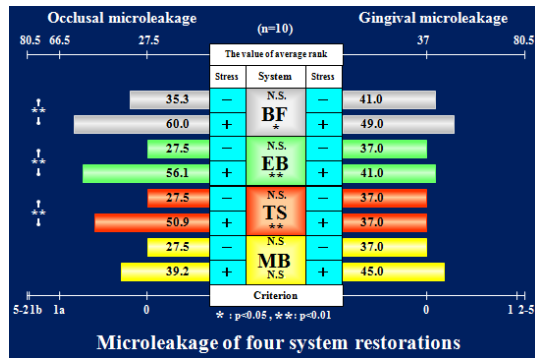 Occlusal microleakage (n=10) Gingival microleakage
80.5 66.5 27.5 37 80.5
The value of average rank
Stress System Stress
35.3 − N.S. − 41.0
** BF
60.0 + * + 49.0
27.5 − N.S. − 37.0
** EB
56.1 + ** + 41.0
27.5 − N.S. − 37.0
** TS
50.9 + ** + 37.0
27.5 − N.S − 37.0
MB
39.2 + N.S + 45.0
Criterion
5-21b 1a 0 * : p<0.05 , ** : p<0.01 0 1 2-5
Microleakage of four system restorations